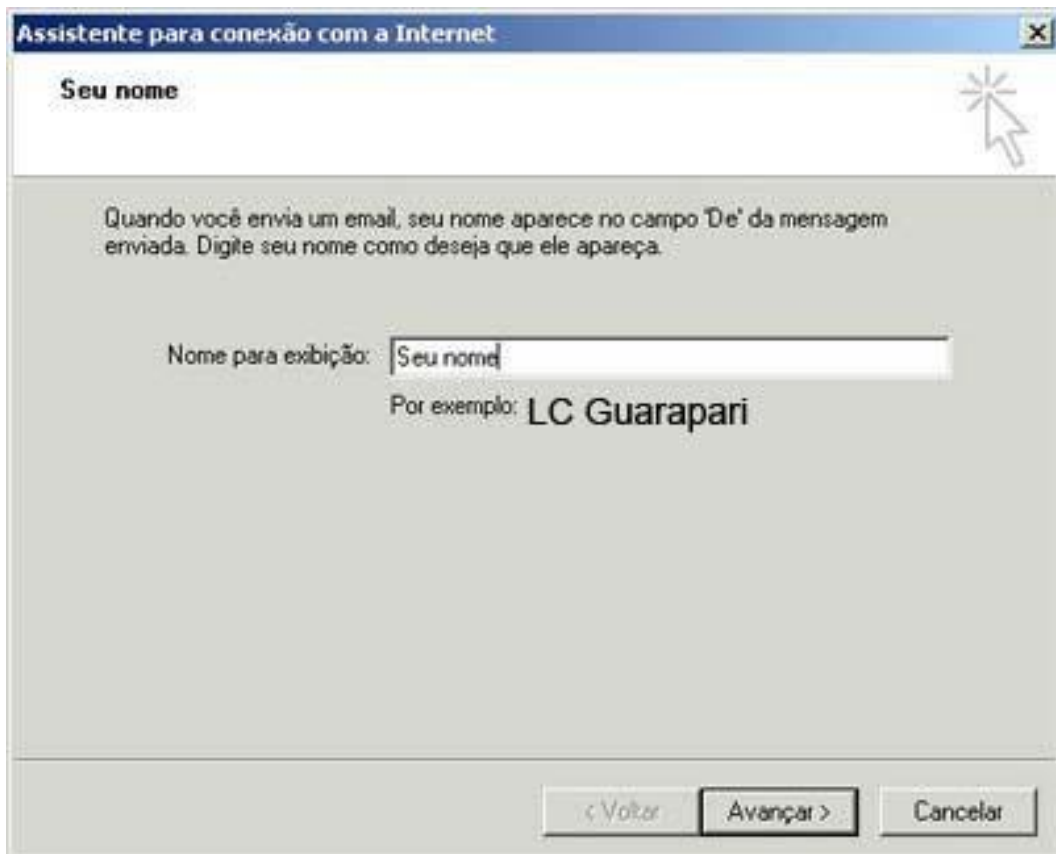 Assistente para conexão com a Internet
Seu nome
Quando você envia um email, seu nome aparece no campo 'De' da mensagem
enviada. Digite seu nome como deseja que ele apareça.
Nome para exibição: Seu nome
Por exemplo: LC Guarapari
< Voltar Avançar > Cancelar